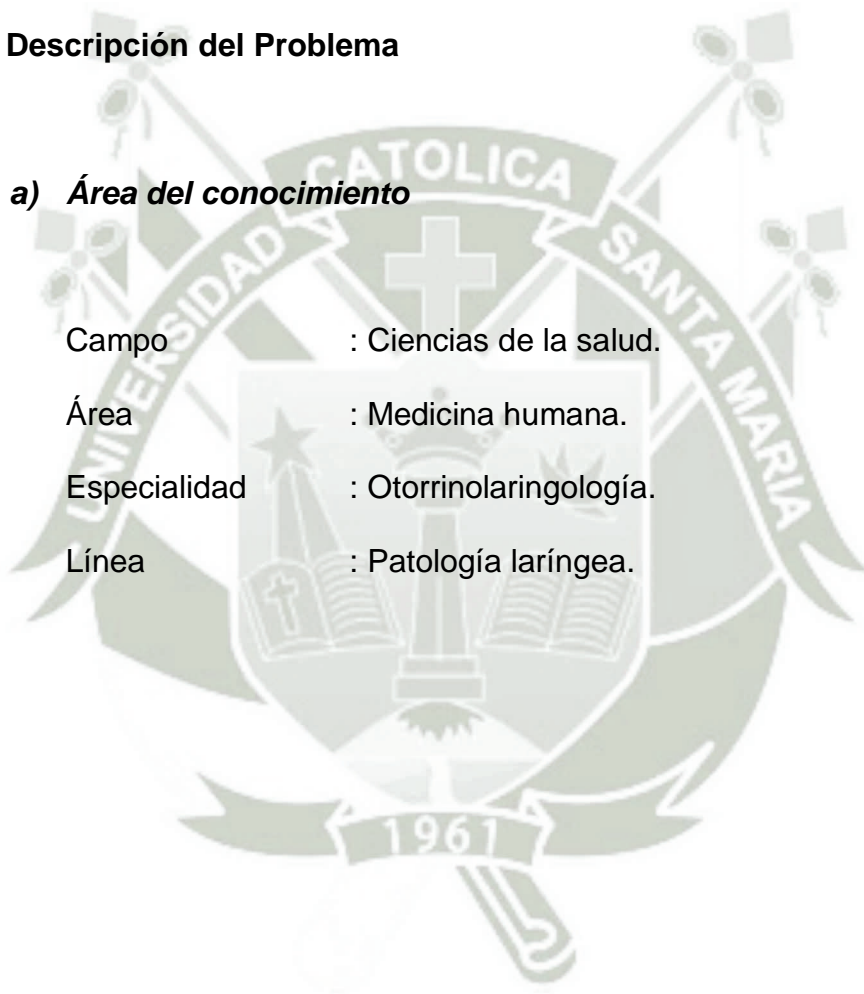 Descripción del Problema
a) Área del conocimiento
Campo : Ciencias de la salud.
Área : Medicina humana.
Especialidad : Otorrinolaringología.
Línea : Patología laríngea.
UNIVERSIDAD CATOLICA SANTA MARIA
1961